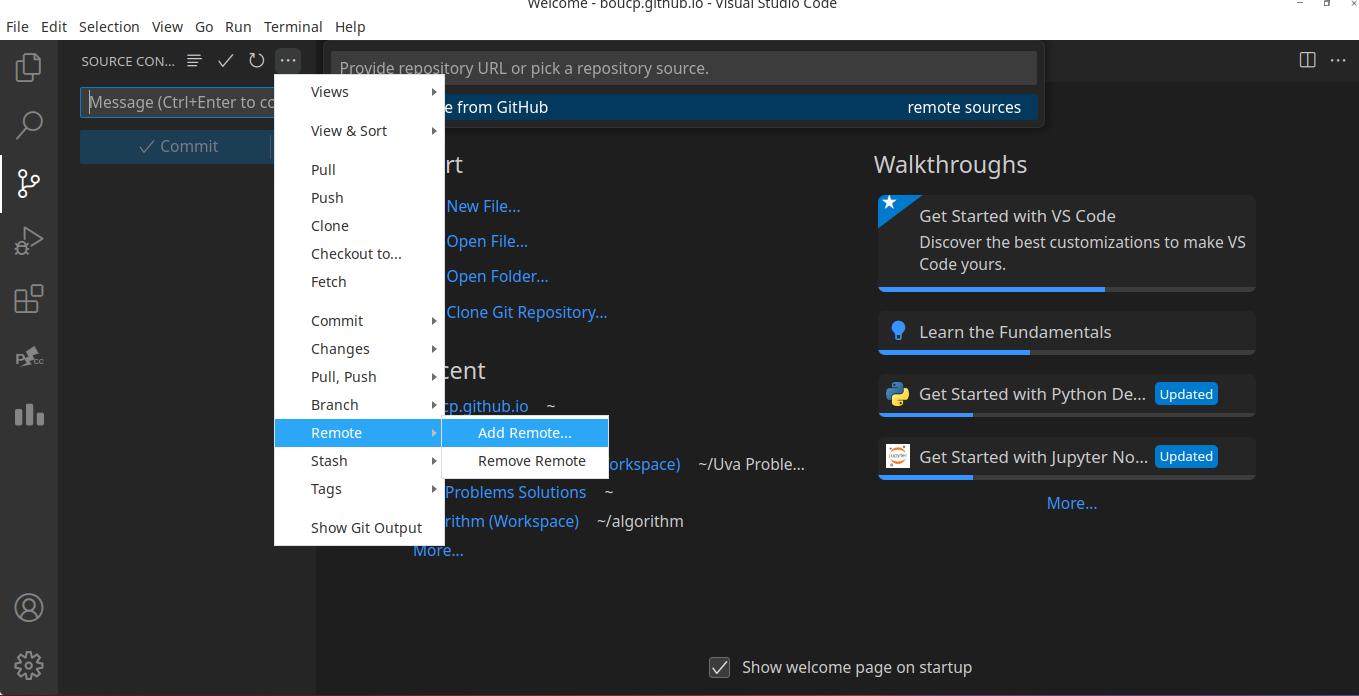 Welcome - boucp.github.io - Visual Studio Code
File Edit Selection View Go Run Terminal Help
SOURCE CON...
Message (Ctrl+Enter to co
Commit
Provide repository URL or pick a repository source.
e from GitHub remote sources
Views
View & Sort
Pull
Push
Clone
Checkout to...
Fetch
Commit
Changes
Pull, Push
Branch
Remote
Stash
Tags
Show Git Output
Add Remote...
Remove Remote
rt
New File...
Open File...
Open Folder...
Clone Git Repository...
cent
cp.github.io ~
orkspace) ~/Uva Proble...
Problems Solutions ~
rithm (Workspace) ~/algorithm
More...
Walkthroughs
Get Started with VS Code
Discover the best customizations to make VS
Code yours.
Learn the Fundamentals
Get Started with Python De... Updated
Get Started with Jupyter No... Updated
More...
Show welcome page on startup